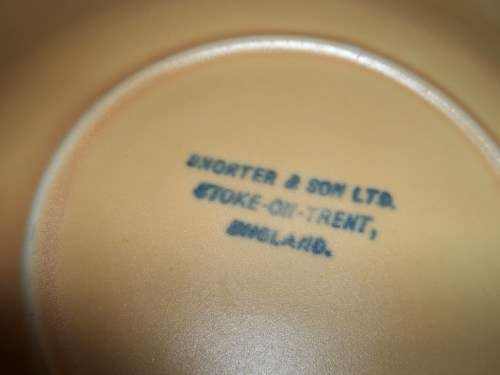 SHORTER & SON LTD.
STOKE-ON-TRENT,
ENGLAND.